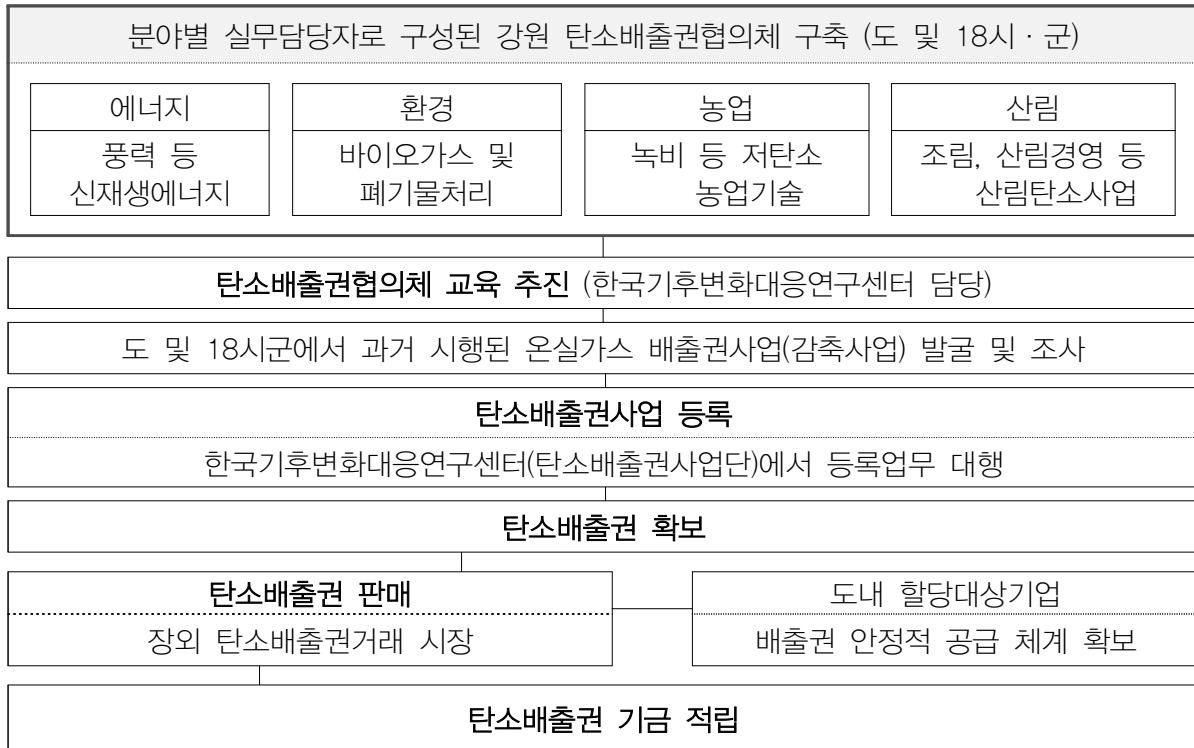 분야별 실무담당자로 구성된 강원 탄소배출권협의체 구축 (도 및 18시 · 군)
에너지
풍력 등
신재생에너지
환경
바이오가스 및
폐기물처리
농업
녹비 등 저탄소
농업기술
산림
조림, 산림경영 등
산림탄소사업
탄소배출권협의체 교육 추진 (한국기후변화대응연구센터 담당)
도 및 18시군에서 과거 시행된 온실가스 배출권사업(감축사업) 발굴 및 조사
탄소배출권사업 등록
한국기후변화대응연구센터(탄소배출권사업단)에서 등록업무 대행
탄소배출권 확보
탄소배출권 판매
장외 탄소배출권거래 시장
도내 할당대상기업
배출권 안정적 공급 체계 확보
탄소배출권 기금 적립